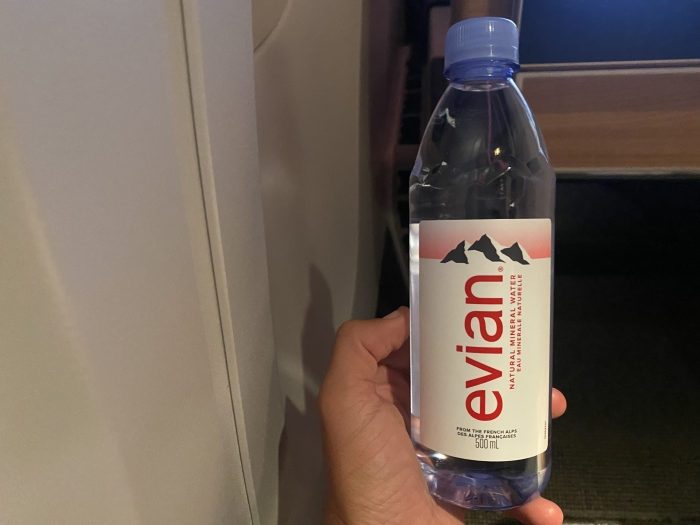 evian®
NATURAL MINERAL WATER
EAU MINÉRALE NATURELLE
FROM THE FRENCH ALPS
DES ALPES FRANÇAISES
500 mL